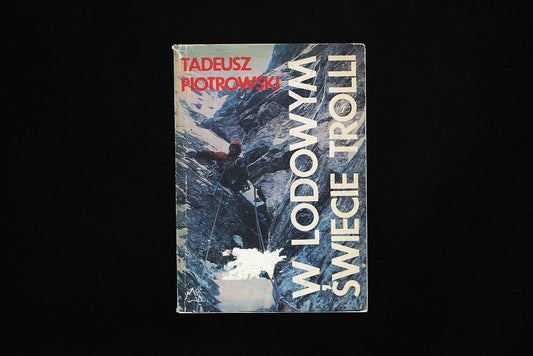 TADEUSZ
PIOTROWSKI
W LODOWYM
ŚWIECIE TROLLI